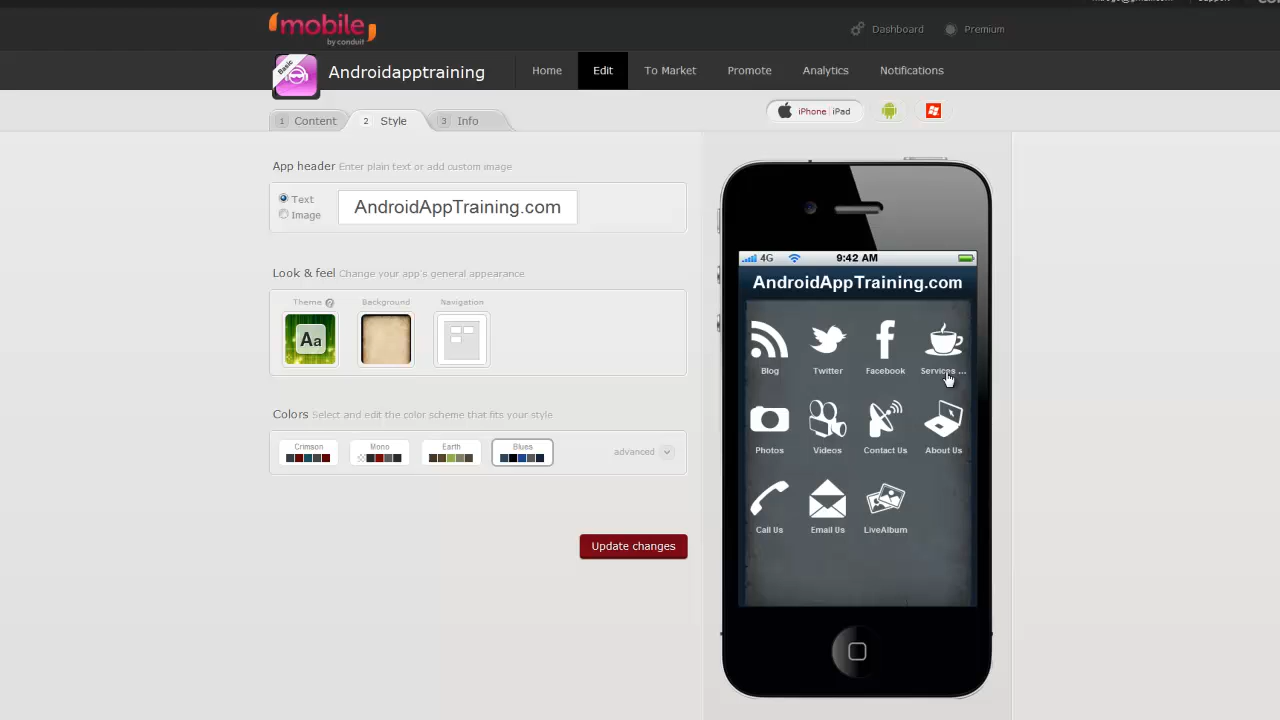 mobile
by conduit
Dashboard
Premium
Basic
Androidapptraining
Home
Edit
To Market
Promote
Analytics
Notifications
1 Content
2 Style
3 Info
iPhone | iPad
App header Enter plain text or add custom image
Text
Image
AndroidAppTraining.com
Look & feel Change your app's general appearance
Theme ?
Background
Navigation
Aa
Colors Select and edit the color scheme that fits your style
Crimson
Mono
Earth
Blues
advanced
Update changes
4G
9:42 AM
AndroidAppTraining.com
Blog
Twitter
Facebook
Services ...
Photos
Videos
Contact Us
About Us
Call Us
Email Us
LiveAlbum